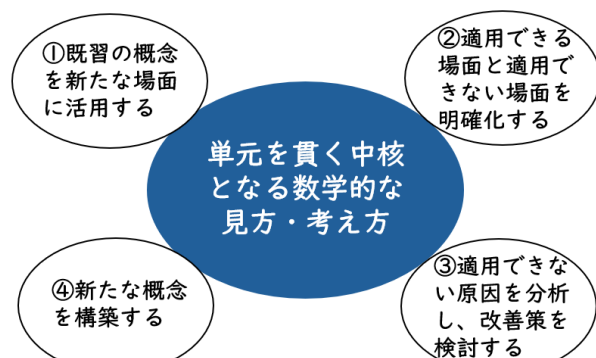 ①既習の概念
を新たな場面
に活用する
②適用できる
場面と適用で
きない場面を
明確化する
単元を貫く中核
となる数学的な
見方・考え方
④新たな概念
を構築する
③適用できな
い原因を分析
し、改善策を
検討する